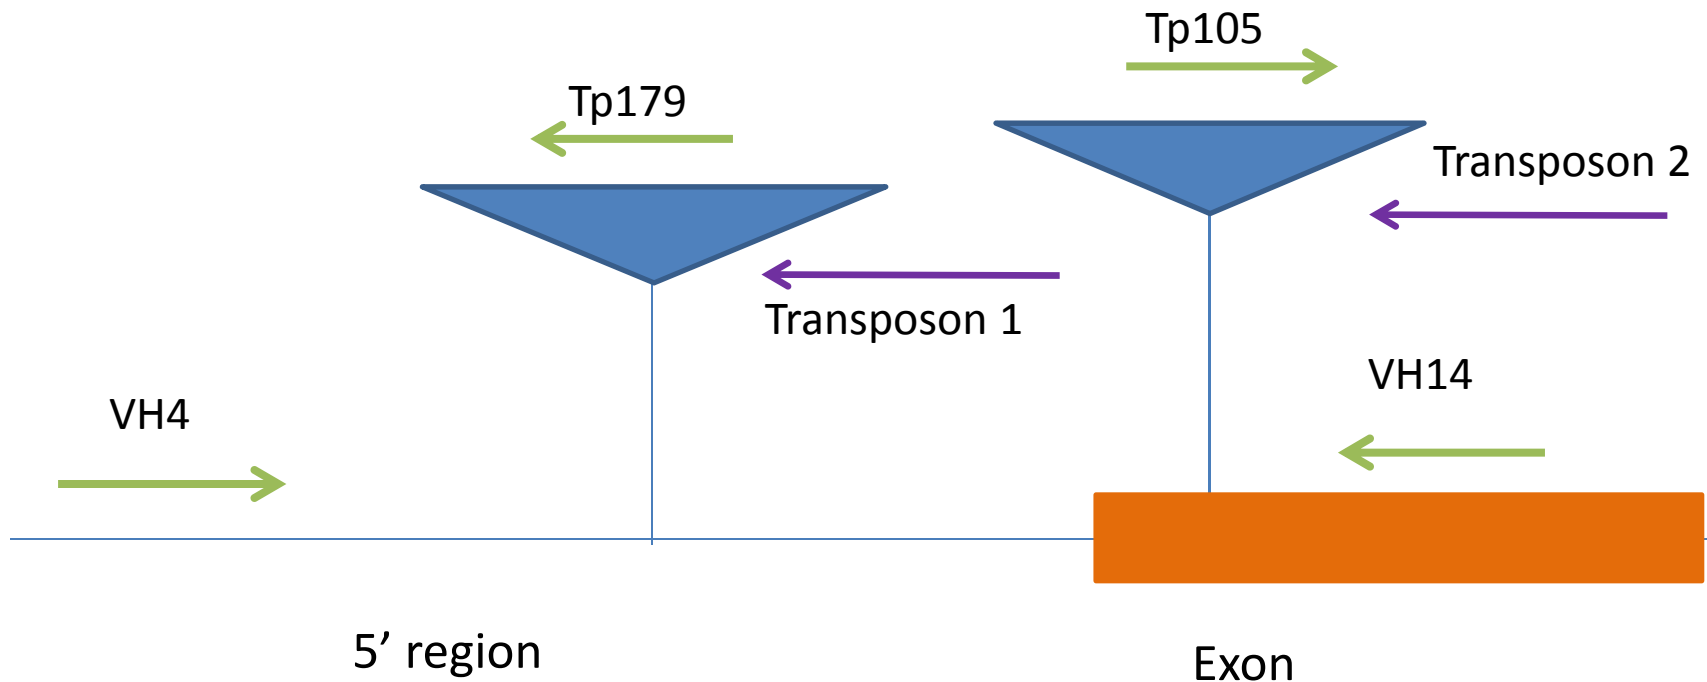 Tp105
Tp179
Transposon 2
Transposon 1
VH14
VH4
5’ region
Exon